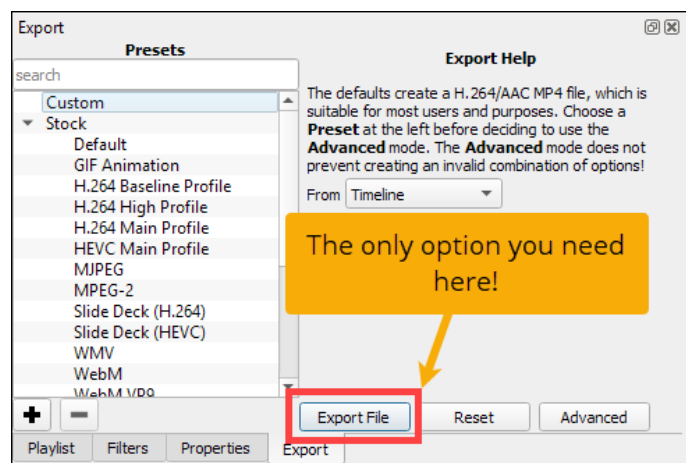 Export
Presets
search
Custom
Stock
Default
GIF Animation
H.264 Baseline Profile
H.264 High Profile
H.264 Main Profile
HEVC Main Profile
MJPEG
MPEG-2
Slide Deck (H.264)
Slide Deck (HEVC)
WMV
WebM
WebM VP9
Export Help
The defaults create a H.264/AAC MP4 file, which is
suitable for most users and purposes. Choose a
Preset at the left before deciding to use the
Advanced mode. The Advanced mode does not
prevent creating an invalid combination of options!
From Timeline
The only option you need
here!
Export File Reset Advanced
Playlist Filters Properties Export